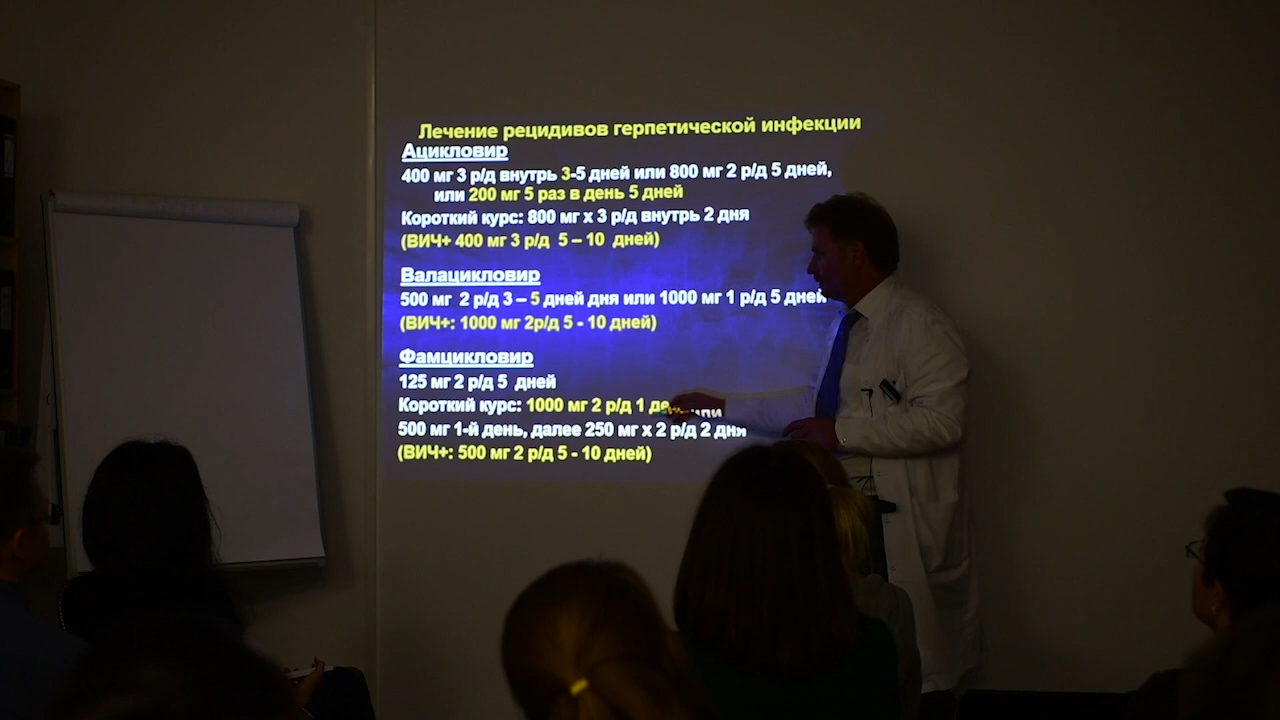 Лечение рецидивов герпетической инфекции
Ацикловир
400 мг 3 р/д внутрь 3-5 дней или 800 мг 2 р/д 5 дней,
или 200 мг 5 раз в день 5 дней
Короткий курс: 800 мг х 3 р/д внутрь 2 дня
(ВИЧ+ 400 мг 3 р/д 5 – 10 дней)
Валацикловир
500 мг 2 р/д 3 – 5 дней дня или 1000 мг 1 р/д 5 дней
(ВИЧ+: 1000 мг 2р/д 5 - 10 дней)
Фамцикловир
125 мг 2 р/д 5 дней
Короткий курс: 1000 мг 2 р/д 1 или
500 мг 1-й день, далее 250 мг х 2 р/д 2 дня
(ВИЧ+: 500 мг 2 р/д 5 - 10 дней)